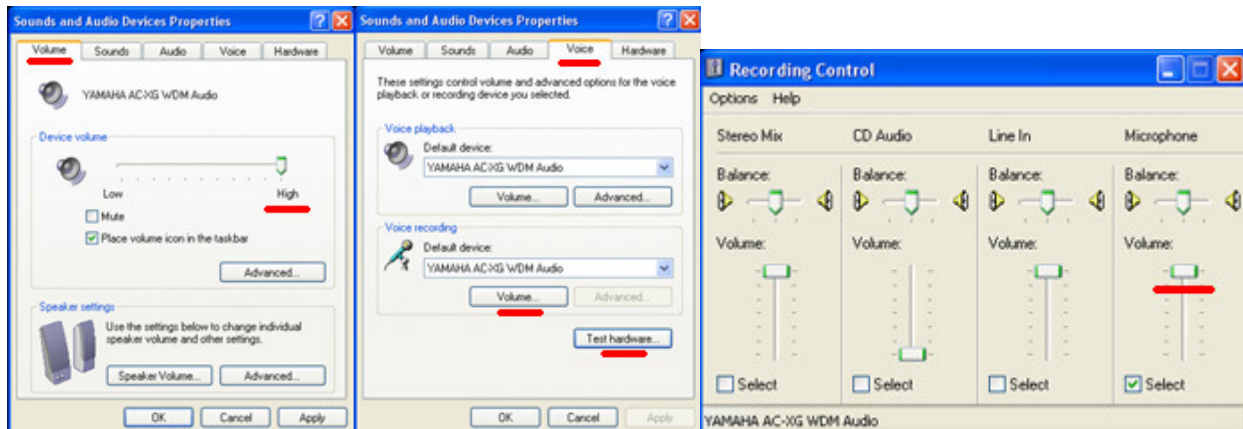 Sounds and Audio Devices Properties
Volume
Sounds
Audio
Voice
Hardware
YAMAHA AC-XG WDM Audio
Device volume
Low
High
Mute
Place volume icon in the taskbar
Advanced...
Speaker settings
Use the settings below to change individual
speaker volume and other settings.
Speaker Volume...
Advanced...
OK
Cancel
Apply
Sounds and Audio Devices Properties
Volume
Sounds
Audio
Voice
Hardware
These settings control volume and advanced options for the voice
playback or recording device you selected.
Voice playback
Default device:
YAMAHA AC-XG WDM Audio
Volume...
Advanced...
Voice recording
Default device:
YAMAHA AC-XG WDM Audio
Volume...
Advanced...
Test hardware...
OK
Cancel
Apply
Recording Control
Options Help
Stereo Mix
CD Audio
Line In
Microphone
Balance:
Balance:
Balance:
Balance:
Volume:
Volume:
Volume:
Volume:
Select
Select
Select
Select
YAMAHA AC-XG WDM Audio